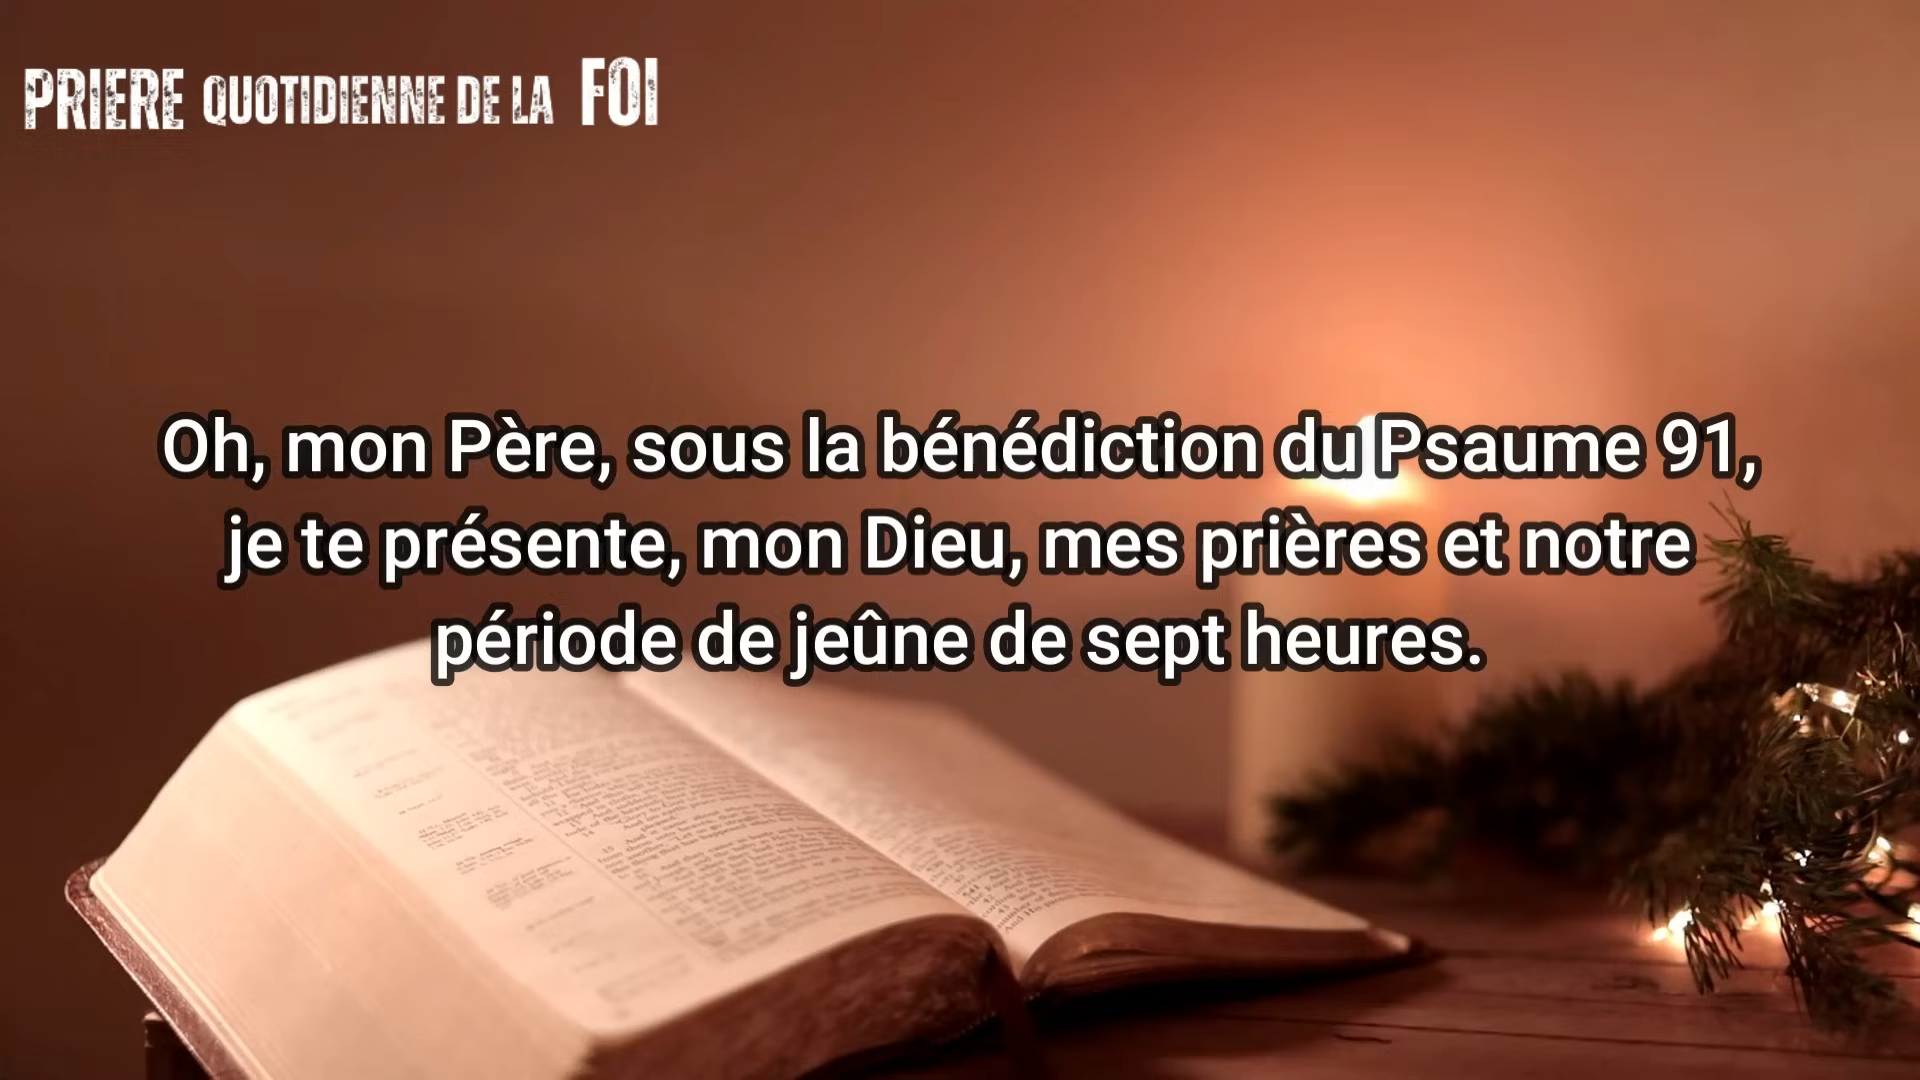 PRIERE QUOTIDIENNE DE LA FOI
Oh, mon Père, sous la bénédiction du Psaume 91,
je te présente, mon Dieu, mes prières et notre
période de jeûne de sept heures.